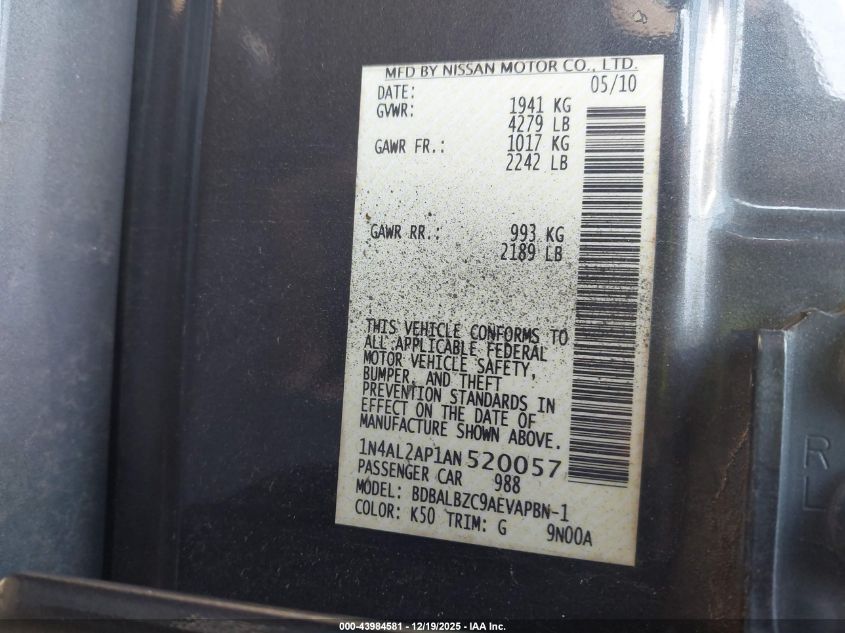 MFD BY NISSAN MOTOR CO., LTD.
DATE: 05/10
GVWR: 1941 KG
4279 LB
GAWR FR.: 1017 KG
2242 LB
GAWR RR.: 993 KG
2189 LB
THIS VEHICLE CONFORMS TO
ALL APPLICABLE FEDERAL
MOTOR VEHICLE SAFETY,
BUMPER, AND THEFT
PREVENTION STANDARDS IN
EFFECT ON THE DATE OF
MANUFACTURE SHOWN ABOVE.
1N4AL2AP1AN520057
PASSENGER CAR 988
MODEL: BDBALBZC9AEVAPBN-1
COLOR: K50 TRIM: G 9N00A
R
L
000-43984581 - 12/19/2025 - IAA Inc.